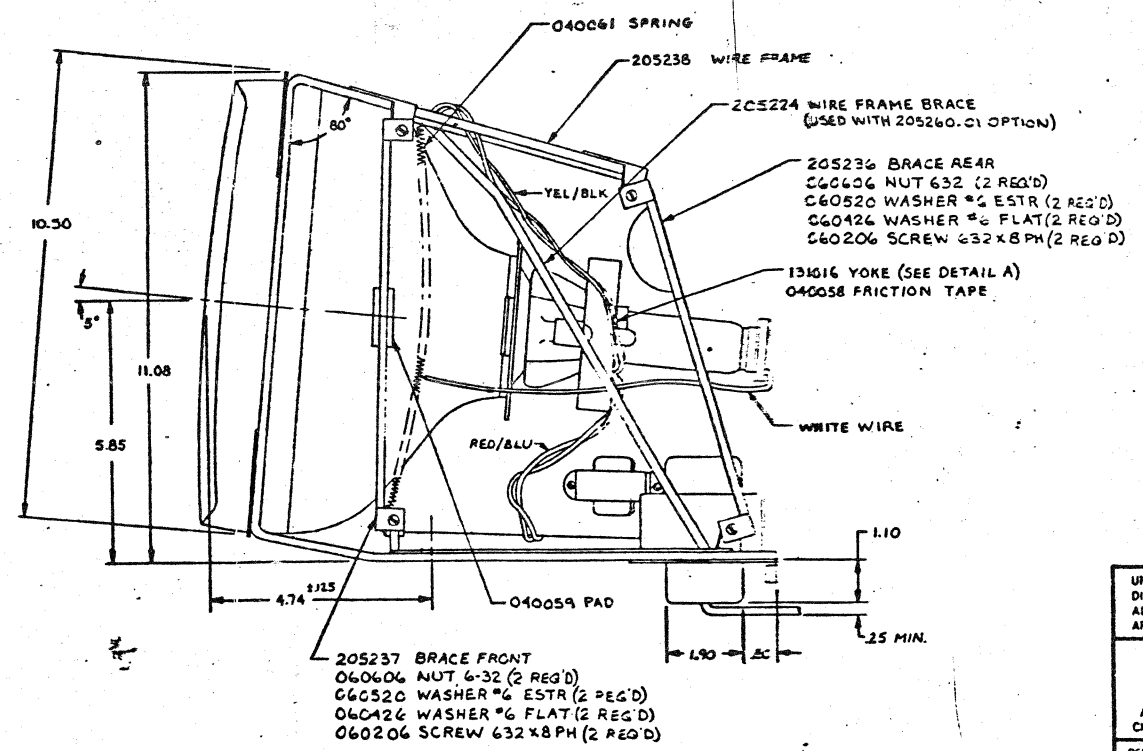 040061 SPRING
205238 WIRE FRAME
205224 WIRE FRAME BRACE
(USED WITH 205260-01 OPTION)
80°
YEL/BLK
205236 BRACE REAR
060606 NUT 632 (2 REQ'D)
060520 WASHER #6 ESTR (2 REQ'D)
060426 WASHER #6 FLAT (2 REQ'D)
060206 SCREW 632 X 8 PH (2 REQ'D)
10.50
131016 YOKE (SEE DETAIL A)
040058 FRICTION TAPE
5°
11.08
5.85
WHITE WIRE
RED/BLU
1.10
4.74 ±.125
040059 PAD
.25 MIN.
1.90
205237 BRACE FRONT
060606 NUT 6-32 (2 REQ'D)
060520 WASHER #6 ESTR (2 REQ'D)
060426 WASHER #6 FLAT (2 REQ'D)
060206 SCREW 632 X 8 PH (2 REQ'D)